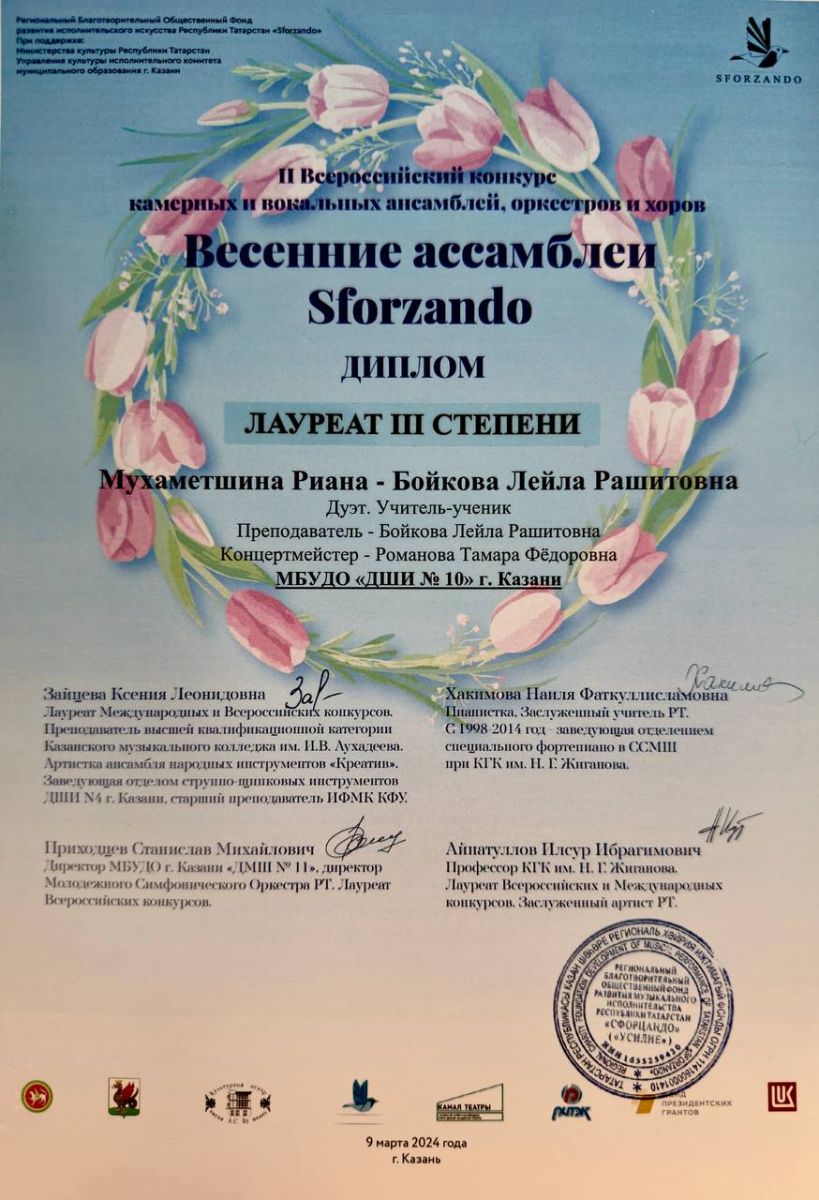 Региональный Благотворительный Общественный Фонд
развития исполнительского искусства Республики Татарстан «Sforzando»
При поддержке:
Министерства культуры Республики Татарстан
Управления культуры исполнительного комитета
муниципального образования г. Казани
SFORZANDO
II Всероссийский конкурс
камерных и вокальных ансамблей, оркестров и хоров
Весенние ассамблеи
Sforzando
ДИПЛОМ
ЛАУРЕАТ III СТЕПЕНИ
Мухаметшина Риана - Бойкова Лейла Рашитовна
Дуэт. Учитель-ученик
Преподаватель - Бойкова Лейла Рашитовна
Концертмейстер - Романова Тамара Фёдоровна
МБУДО «ДШИ № 10» г. Казани
Зайцева Ксения Леонидовна
Лауреат Международных и Всероссийских конкурсов.
Преподаватель высшей квалификационной категории
Казанского музыкального колледжа им. И.В. Аухадеева.
Артистка ансамбля народных инструментов «Креатив».
Заведующая отделом струнно-щипковых инструментов
ДШИ N4 г. Казани, старший преподаватель ИФМК КФУ.
Хакимова Наиля Фаткуллисламовна
Пианистка, Заслуженный учитель РТ.
С 1998-2014 год - заведующая отделением
специального фортепиано в ССМШ
при КГК им. Н. Г. Жиганова.
Приходцев Станислав Михайлович
Директор МБУДО г. Казани «ДМШ № 11», директор
Молодежного Симфонического Оркестра РТ. Лауреат
Всероссийских конкурсов.
Айнатуллов Илсур Ибрагимович
Профессор КГК им. Н. Г. Жиганова.
Лауреат Всероссийских и Международных
конкурсов. Заслуженный артист РТ.
РЕГИОНАЛЬНЫЙ
БЛАГОТВОРИТЕЛЬНЫЙ
ОБЩЕСТВЕННЫЙ ФОНД
РАЗВИТИЯ МУЗЫКАЛЬНОГО
ИСПОЛНИТЕЛЬСТВА
РЕСПУБЛИКИ ТАТАРСТАН
«СФОРЦАНДО»
(«УСИЛИЕ»)
Культурный центр
КАНАЛ ТЕАТРЫ
РИТЭК
ПРЕЗИДЕНТСКИХ
ГРАНТОВ
LUK
9 марта 2024 года
г. Казань